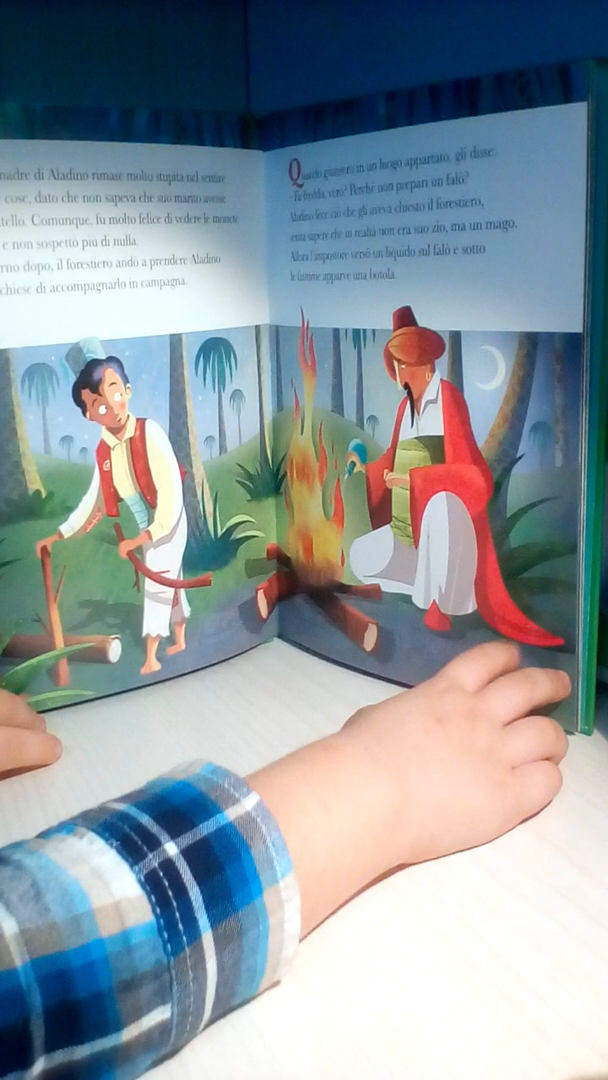 madre di Aladino rimase molto stupita nel sentire
cose, dato che non sapeva che suo marito avesse
tello. Comunque, fu molto felice di vedere le monete
e non sospettò più di nulla.
rno dopo, il forestiero andò a prendere Aladino
chiese di accompagnarlo in campagna.
Quando giunsero in un luogo appartato, gli disse:
- Fa freddo, vero? Perché non prepari un falò?
Aladino fece ciò che gli aveva chiesto il forestiero,
senza sapere che in realtà non era suo zio, ma un mago.
Allora l'impostore versò un liquido sul falò e sotto
le fiamme apparve una botola.